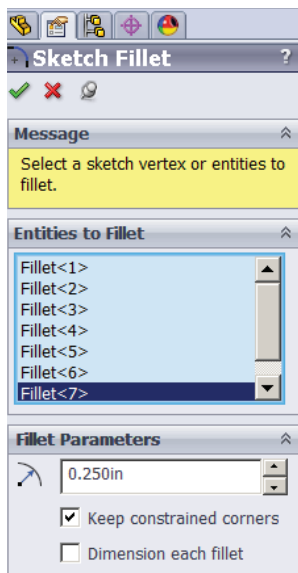 Sketch Fillet ?
Message
Select a sketch vertex or entities to
fillet.
Entities to Fillet
Fillet<1>
Fillet<2>
Fillet<3>
Fillet<4>
Fillet<5>
Fillet<6>
Fillet<7>
Fillet Parameters
0.250in
Keep constrained corners
Dimension each fillet